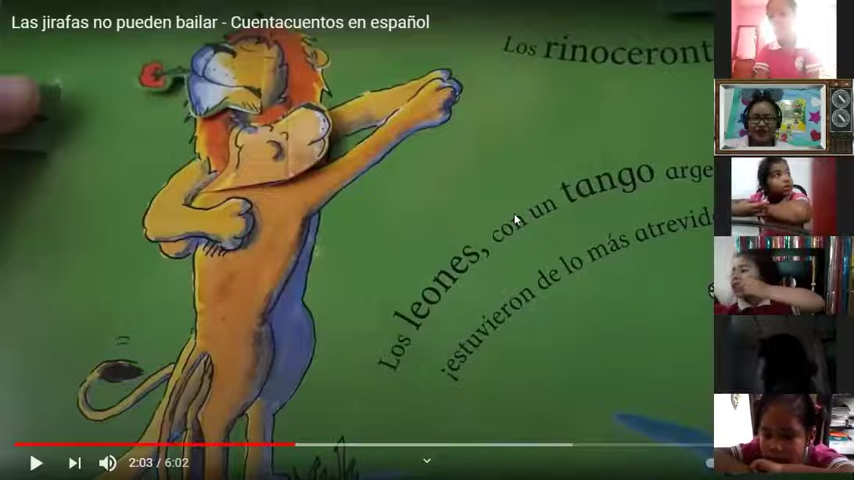 Las jirafas no pueden bailar - Cuentacuentos en español
Los rinoceront
Los leones, con un tango arge
¡estuvieron de lo más atrevid
2:03 / 6:02